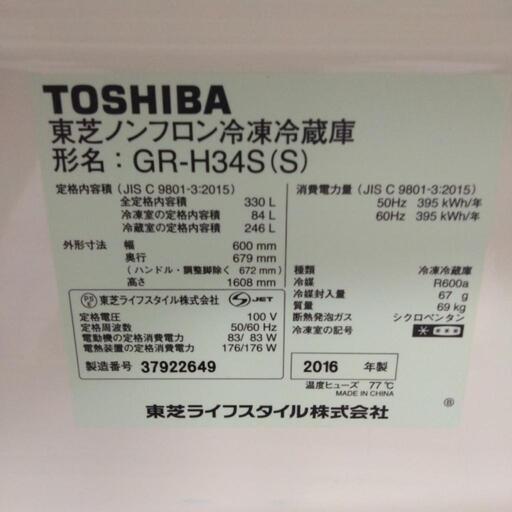 TOSHIBA
東芝ノンフロン冷凍冷蔵庫
形名：GR-H34S(S)
定格内容積（JIS C 9801-3:2015）
全定格内容積 330 L
冷凍室の定格内容積 84 L
冷蔵室の定格内容積 246 L
外形寸法 幅 600 mm
奥行 679 mm
（ハンドル・調整脚除く 672 mm）
高さ 1608 mm
消費電力量（JIS C 9801-3:2015）
50Hz 395 kWh/年
60Hz 395 kWh/年
種類 冷凍冷蔵庫
冷媒 R600a
冷媒封入量 67 g
質量 69 kg
断熱発泡ガス シクロペンタン
冷凍室の記号
PS E 東芝ライフスタイル株式会社 S JET
定格電圧 100 V
定格周波数 50/60 Hz
電動機の定格消費電力 83/ 83 W
電熱装置の定格消費電力 176/176 W
製造番号 37922649
2016 年製
温度ヒューズ 77℃
MADE IN CHINA
東芝ライフスタイル株式会社
Ⓑ